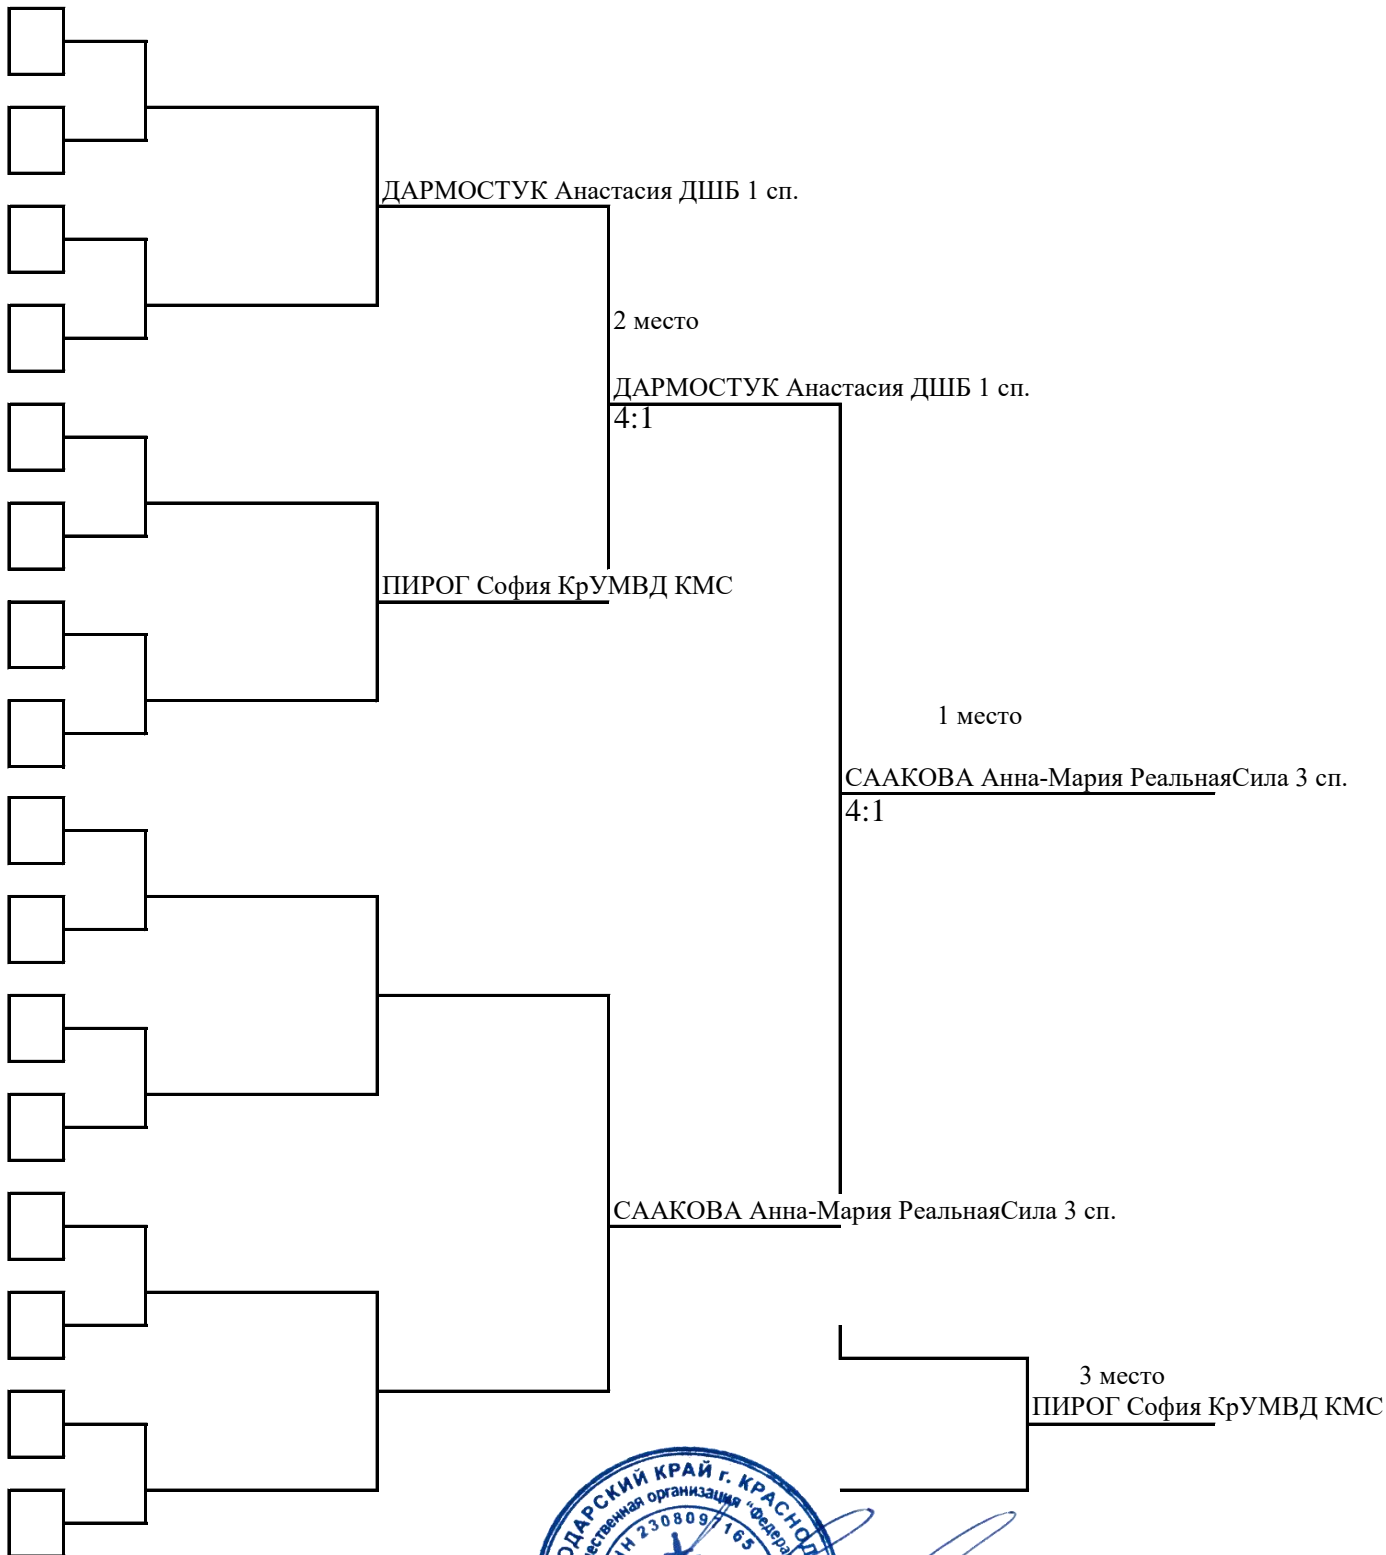 ДАРМОСТУК Анастасия ДШБ 1 сп.
2 место
ДАРМОСТУК Анастасия ДШБ 1 сп.
4:1
ПИРОГ София КрУМВД КМС
1 место
СААКОВА Анна-Мария РеальнаяСила 3 сп.
4:1
СААКОВА Анна-Мария РеальнаяСила 3 сп.
3 место
ПИРОГ София КрУМВД КМС
КРАЙ г.
организация
2308097165